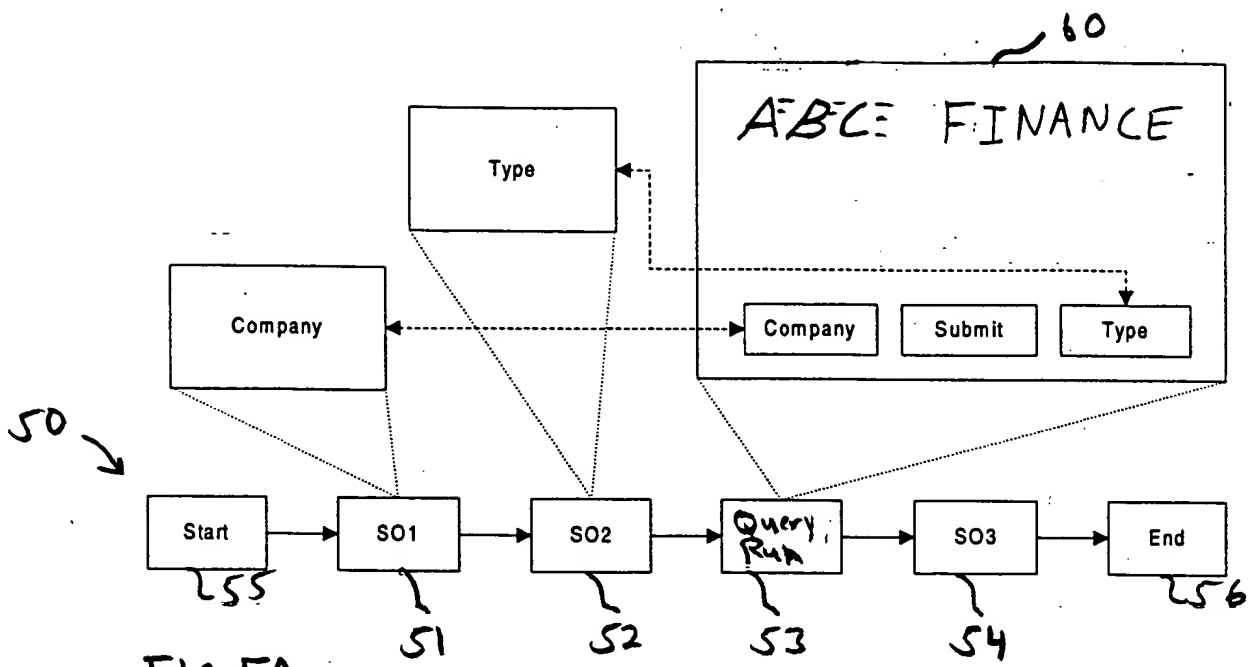 60
ABC FINANCE
Type
Company
Company Submit Type
50
Start SO1 SO2 Query Run SO3 End
55 51 52 53 54 56
FIG. 5A